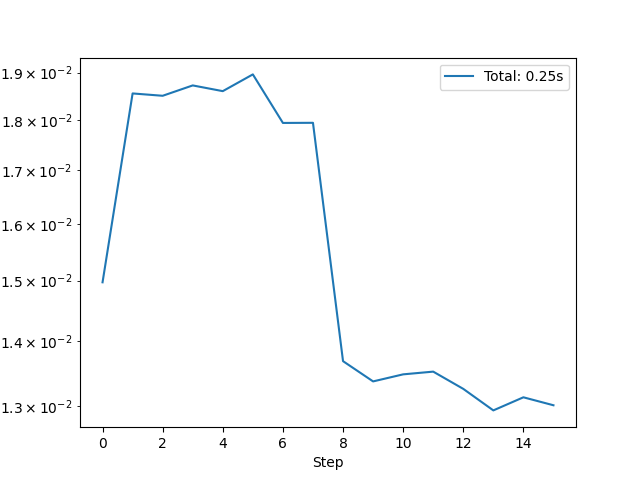 Total: 0.25s
1.9 × 10⁻²
1.8 × 10⁻²
1.7 × 10⁻²
1.6 × 10⁻²
1.5 × 10⁻²
1.4 × 10⁻²
1.3 × 10⁻²
0 2 4 6 8 10 12 14
Step